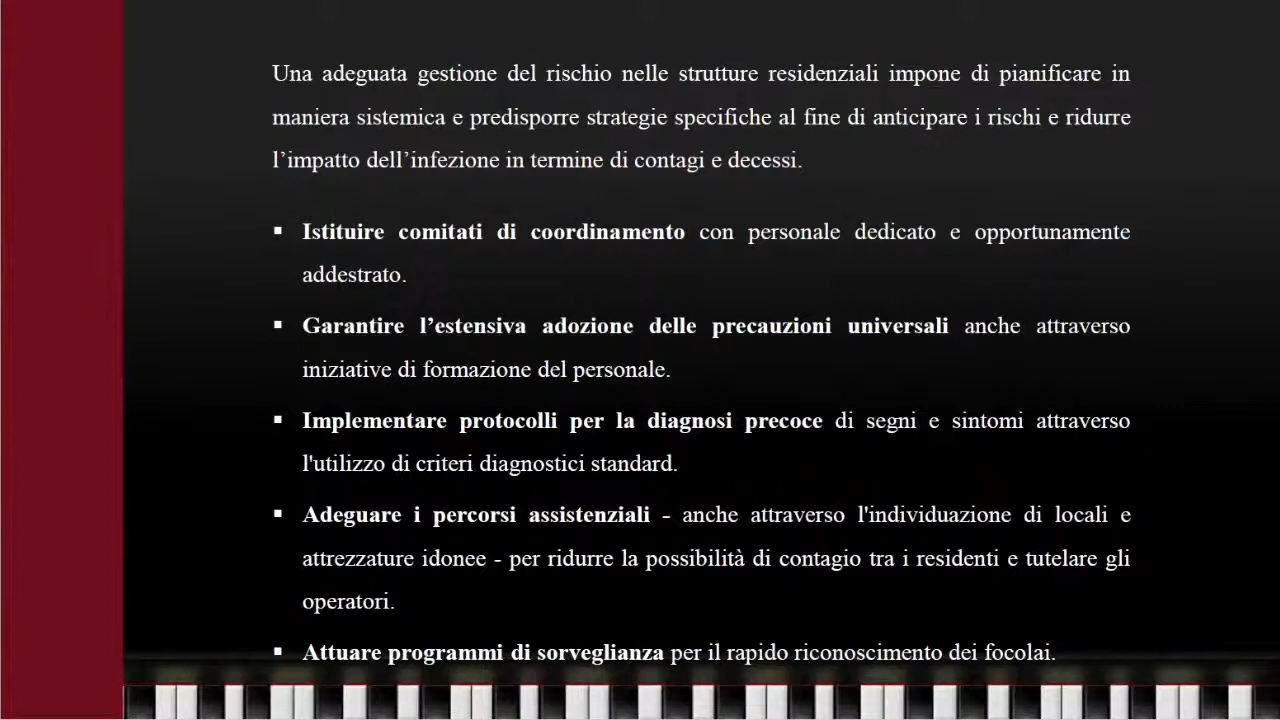 Una adeguata gestione del rischio nelle strutture residenziali impone di pianificare in
maniera sistemica e predisporre strategie specifiche al fine di anticipare i rischi e ridurre
l’impatto dell’infezione in termine di contagi e decessi.
▪ Istituire comitati di coordinamento con personale dedicato e opportunamente
addestrato.
▪ Garantire l’estensiva adozione delle precauzioni universali anche attraverso
iniziative di formazione del personale.
▪ Implementare protocolli per la diagnosi precoce di segni e sintomi attraverso
l'utilizzo di criteri diagnostici standard.
▪ Adeguare i percorsi assistenziali - anche attraverso l'individuazione di locali e
attrezzature idonee - per ridurre la possibilità di contagio tra i residenti e tutelare gli
operatori.
▪ Attuare programmi di sorveglianza per il rapido riconoscimento dei focolai.